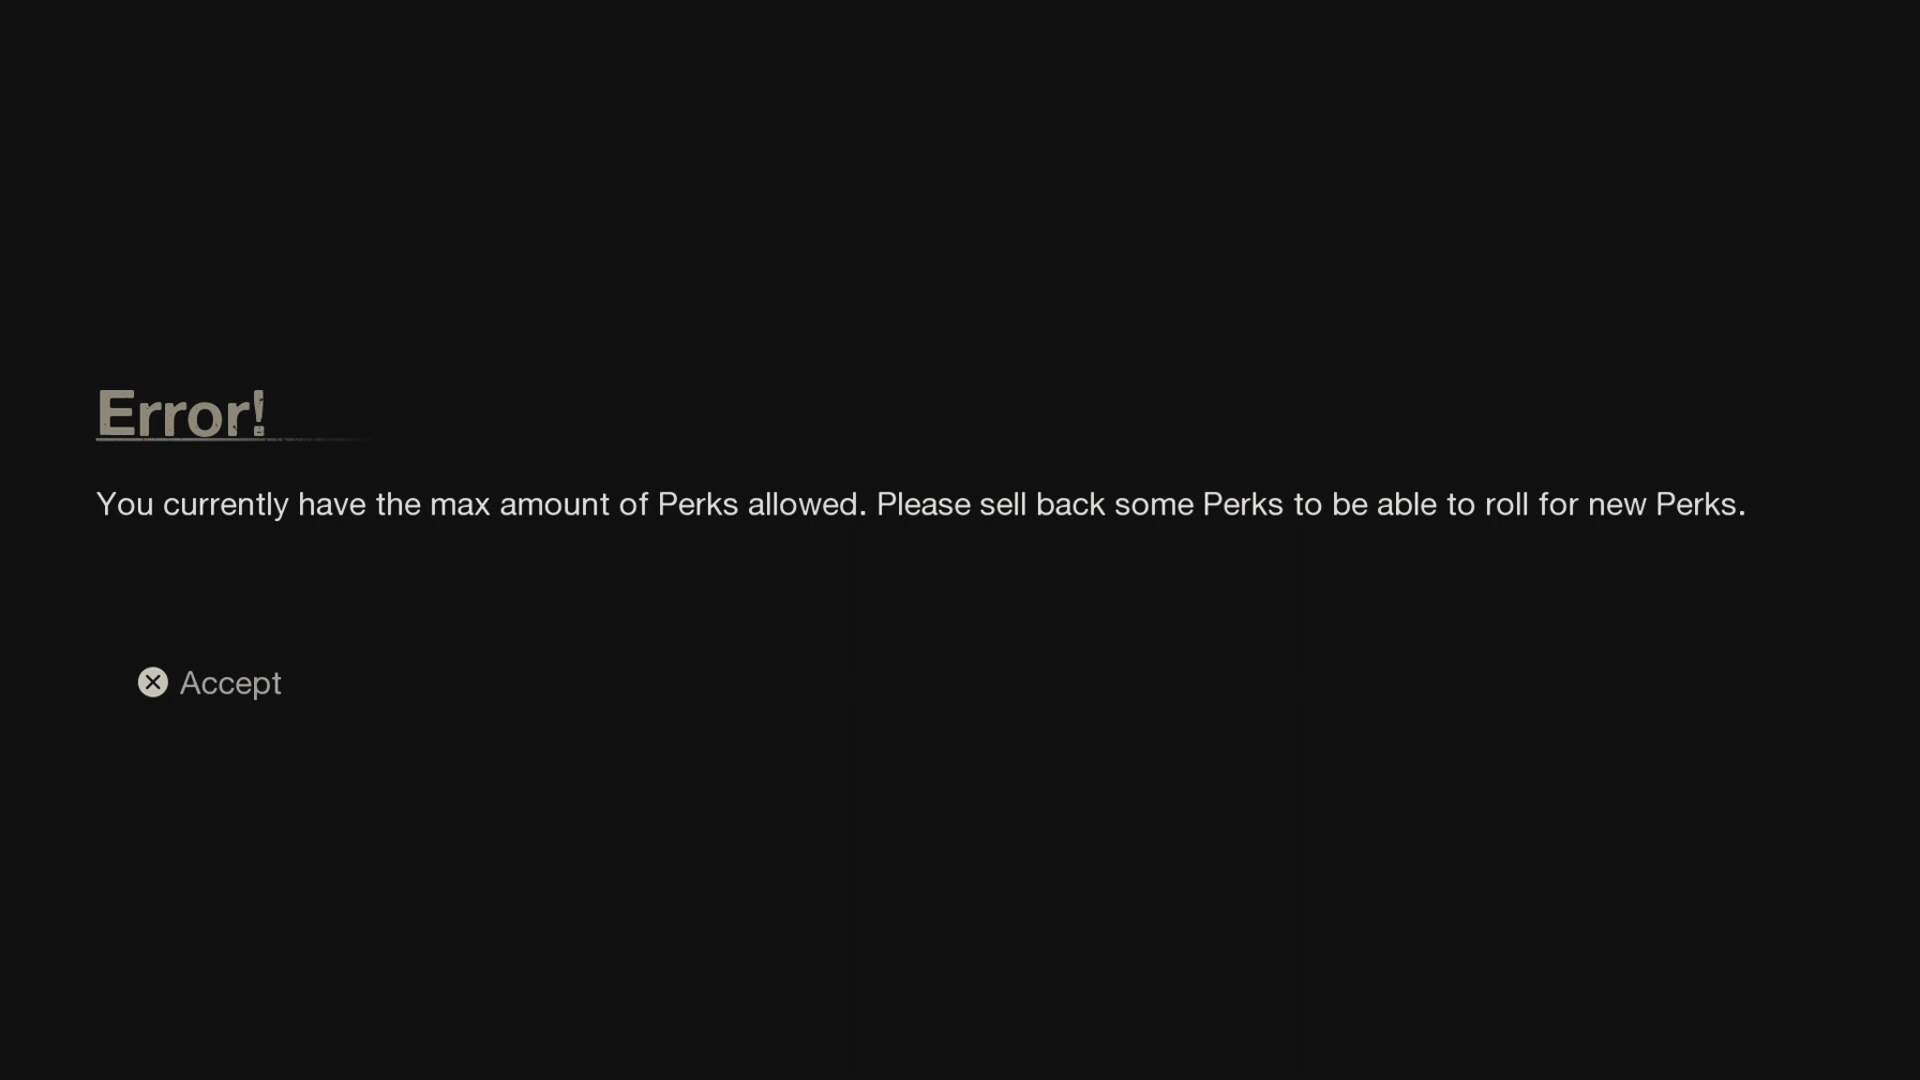 Error!
You currently have the max amount of Perks allowed. Please sell back some Perks to be able to roll for new Perks.
Accept